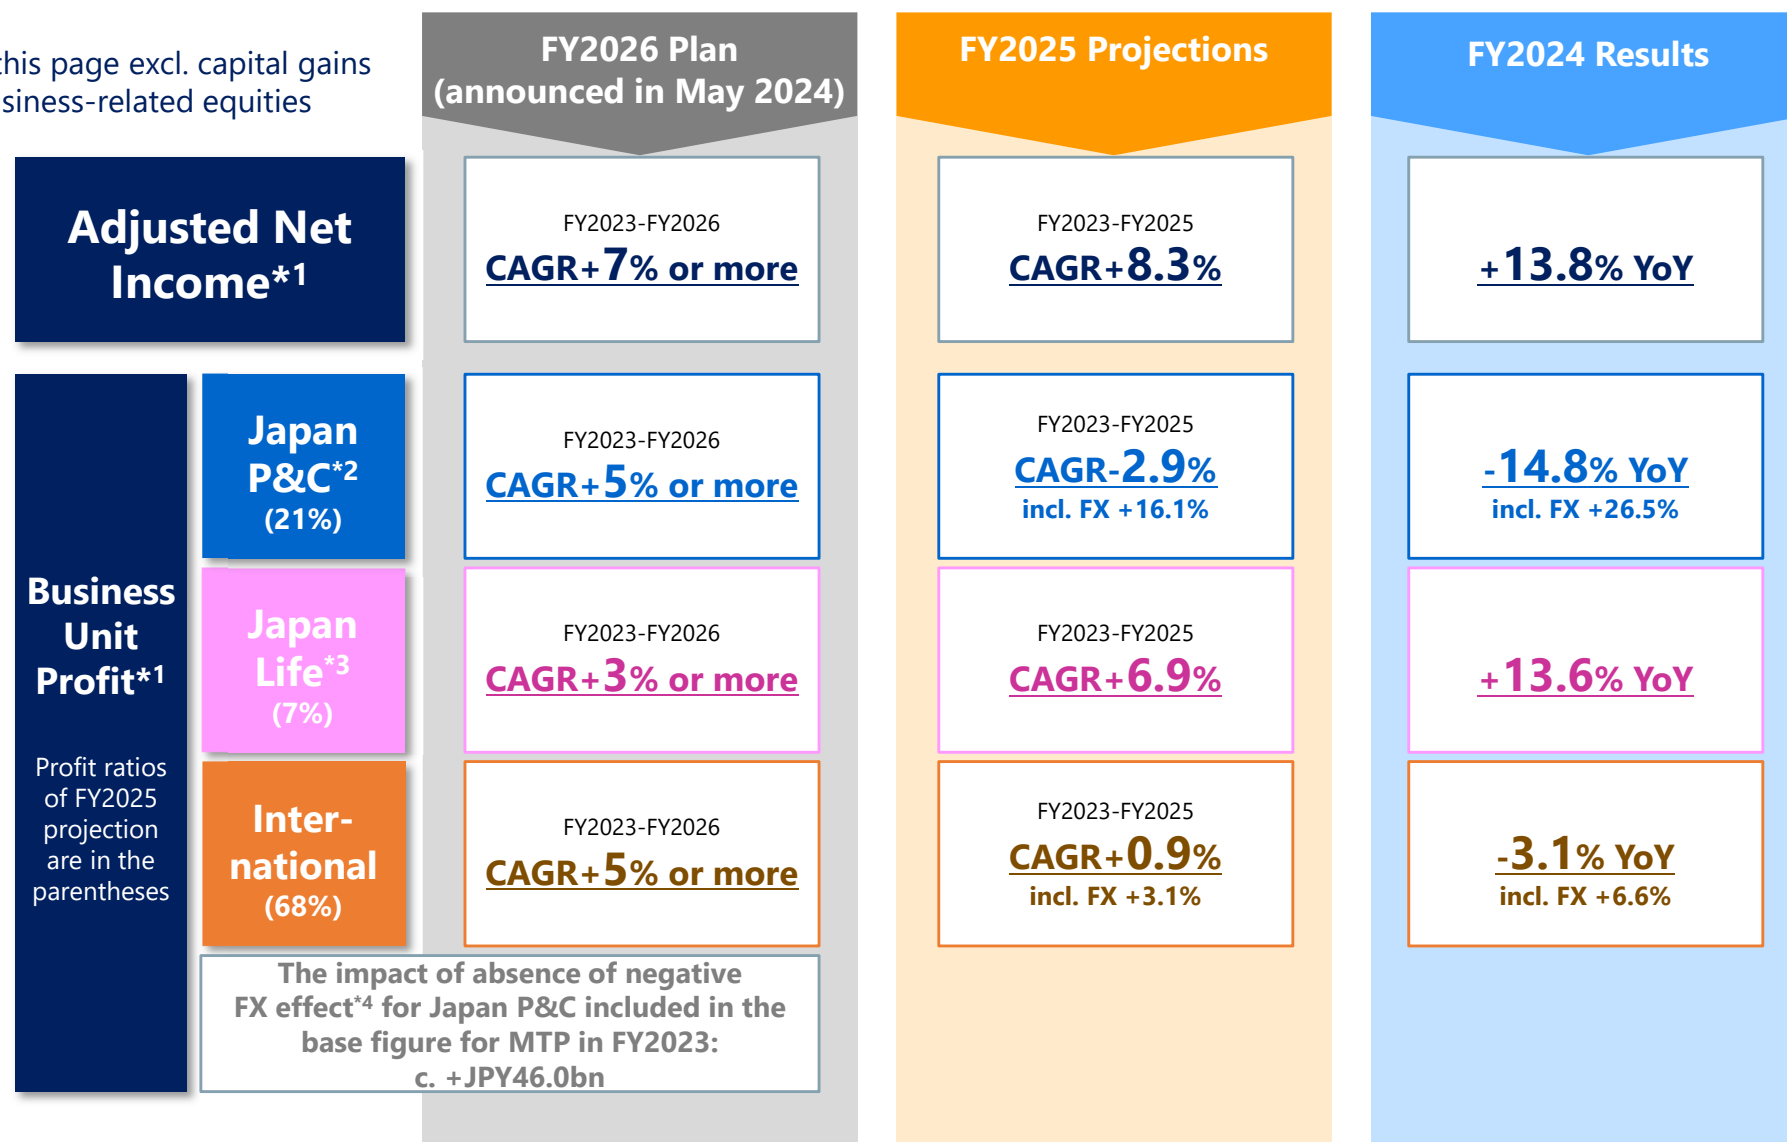 this page excl. capital gains
siness-related equities
FY2026 Plan
(announced in May 2024)
FY2025 Projections
FY2024 Results
Adjusted Net
Income*1
FY2023-FY2026
CAGR+7% or more
FY2023-FY2025
CAGR+8.3%
+13.8% YoY
Business
Unit
Profit*1
Profit ratios
of FY2025
projection
are in the
parentheses
Japan
P&C*2
(21%)
FY2023-FY2026
CAGR+5% or more
FY2023-FY2025
CAGR-2.9%
incl. FX +16.1%
-14.8% YoY
incl. FX +26.5%
Japan
Life*3
(7%)
FY2023-FY2026
CAGR+3% or more
FY2023-FY2025
CAGR+6.9%
+13.6% YoY
Inter-
national
(68%)
FY2023-FY2026
CAGR+5% or more
FY2023-FY2025
CAGR+0.9%
incl. FX +3.1%
-3.1% YoY
incl. FX +6.6%
The impact of absence of negative
FX effect*4 for Japan P&C included in the
base figure for MTP in FY2023:
c. +JPY46.0bn